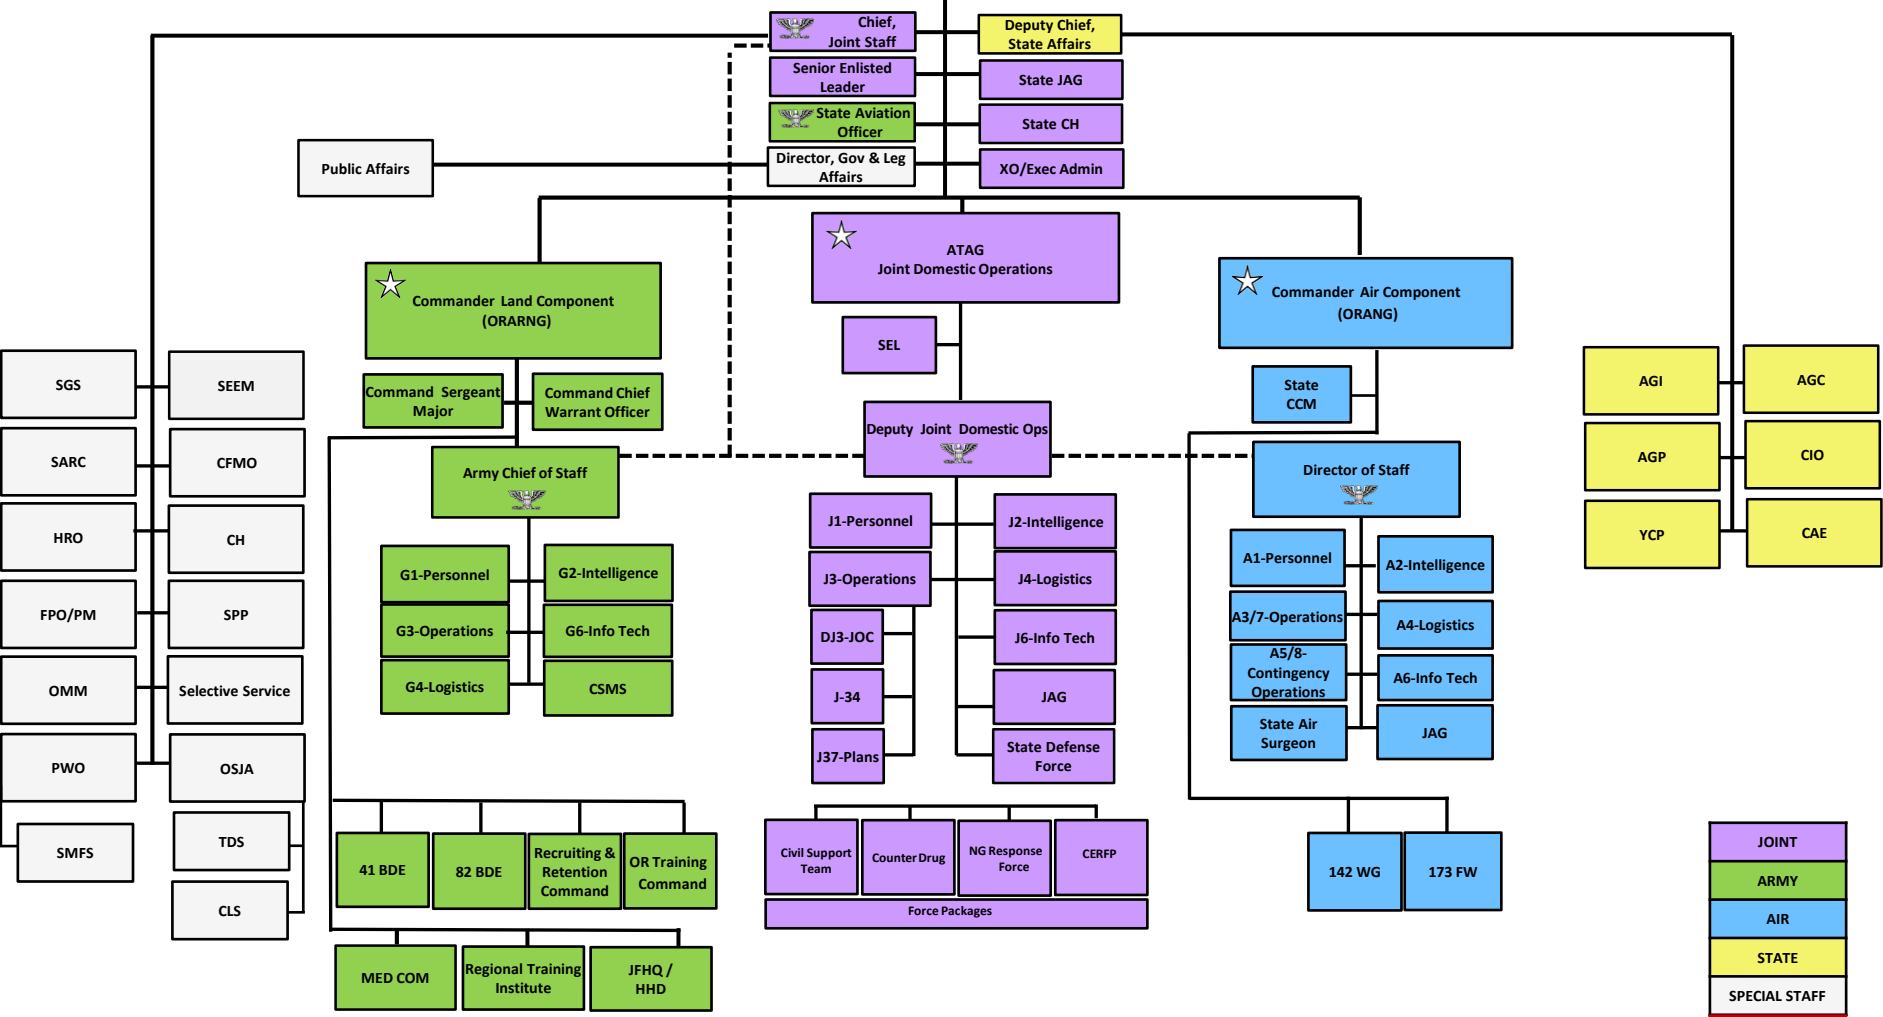 Chief,
Joint Staff
Deputy Chief,
State Affairs
Senior Enlisted
Leader
State JAG
State Aviation
Officer
State CH
Public Affairs
Director, Gov & Leg
Affairs
XO/Exec Admin
ATAG
Joint Domestic Operations
Commander Land Component
(ORARNG)
Commander Air Component
(ORANG)
SEL
Command Sergeant
Major
Command Chief
Warrant Officer
State
CCM
Deputy Joint Domestic Ops
Army Chief of Staff
Director of Staff
SGS
SEEM
SARC
CFMO
HRO
CH
FPO/PM
SPP
OMM
Selective Service
PWO
OSJA
SMFS
TDS
CLS
G1-Personnel
G2-Intelligence
G3-Operations
G6-Info Tech
G4-Logistics
CSMS
41 BDE
82 BDE
Recruiting &
Retention
Command
OR Training
Command
MED COM
Regional Training
Institute
JFHQ /
HHD
J1-Personnel
J2-Intelligence
J3-Operations
J4-Logistics
DJ3-JOC
J6-Info Tech
J-34
JAG
J37-Plans
State Defense
Force
Civil Support
Team
Counter Drug
NG Response
Force
CERFP
Force Packages
A1-Personnel
A2-Intelligence
A3/7-Operations
A4-Logistics
A5/8-
Contingency
Operations
A6-Info Tech
State Air
Surgeon
JAG
142 WG
173 FW
AGI
AGC
AGP
CIO
YCP
CAE
JOINT
ARMY
AIR
STATE
SPECIAL STAFF